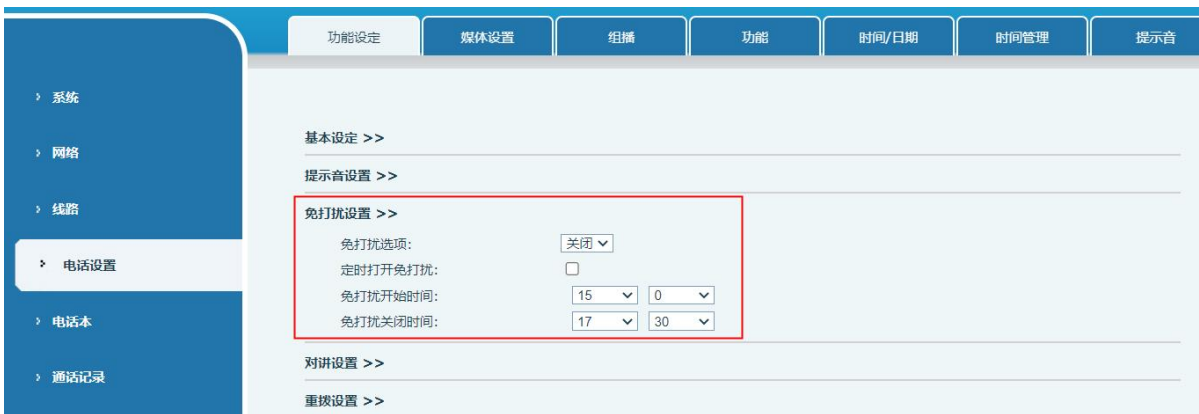 功能设定 媒体设置 组播 功能 时间/日期 时间管理 提示音
› 系统
› 网络
› 线路
› 电话设置
› 电话本
› 通话记录
基本设定 >>
提示音设置 >>
免打扰设置 >>
免打扰选项: 关闭
定时打开免打扰:
免打扰开始时间: 15 0
免打扰关闭时间: 17 30
对讲设置 >>
重拨设置 >>